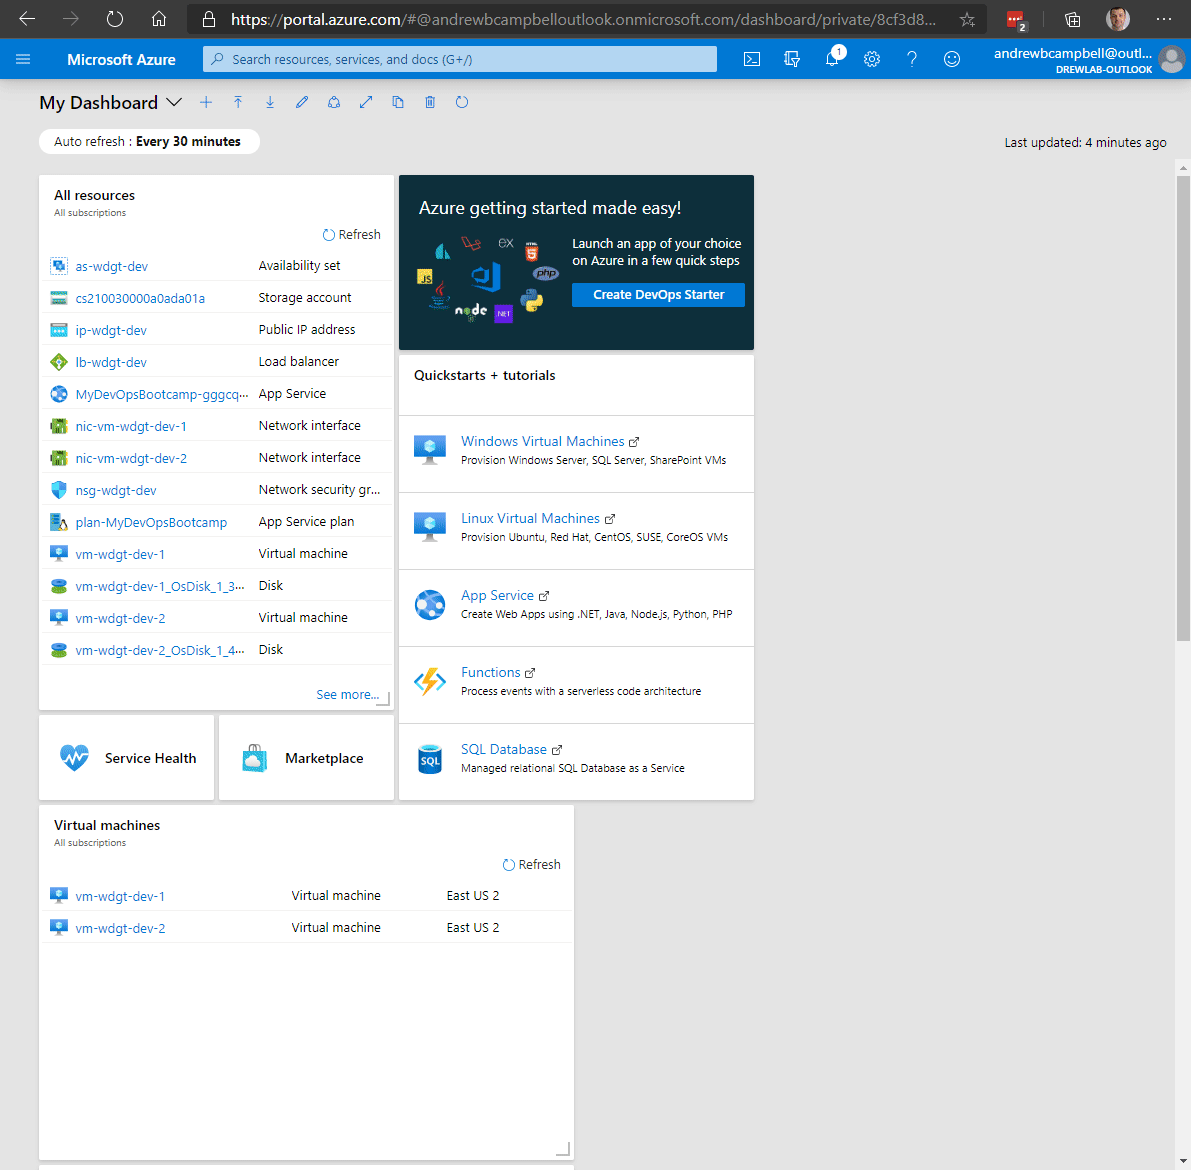 https://portal.azure.com/#@andrewbcampbelloutlook.onmicrosoft.com/dashboard/private/8cf3d8...
2
Microsoft Azure
Search resources, services, and docs (G+/)
1
andrewbcampbell@outl...
DREWLAB-OUTLOOK
My Dashboard
Auto refresh : Every 30 minutes
Last updated: 4 minutes ago
All resources
All subscriptions
Refresh
as-wdgt-dev Availability set
cs210030000a0ada01a Storage account
ip-wdgt-dev Public IP address
lb-wdgt-dev Load balancer
MyDevOpsBootcamp-gggcq... App Service
nic-vm-wdgt-dev-1 Network interface
nic-vm-wdgt-dev-2 Network interface
nsg-wdgt-dev Network security gr...
plan-MyDevOpsBootcamp App Service plan
vm-wdgt-dev-1 Virtual machine
vm-wdgt-dev-1_OsDisk_1_3... Disk
vm-wdgt-dev-2 Virtual machine
vm-wdgt-dev-2_OsDisk_1_4... Disk
See more...
Azure getting started made easy!
ex
HTML
5
JS
php
node
NET
Launch an app of your choice
on Azure in a few quick steps
Create DevOps Starter
Quickstarts + tutorials
Windows Virtual Machines
Provision Windows Server, SQL Server, SharePoint VMs
Linux Virtual Machines
Provision Ubuntu, Red Hat, CentOS, SUSE, CoreOS VMs
App Service
Create Web Apps using .NET, Java, Node.js, Python, PHP
Functions
Process events with a serverless code architecture
SQL
SQL Database
Managed relational SQL Database as a Service
Service Health
Marketplace
Virtual machines
All subscriptions
Refresh
vm-wdgt-dev-1 Virtual machine East US 2
vm-wdgt-dev-2 Virtual machine East US 2